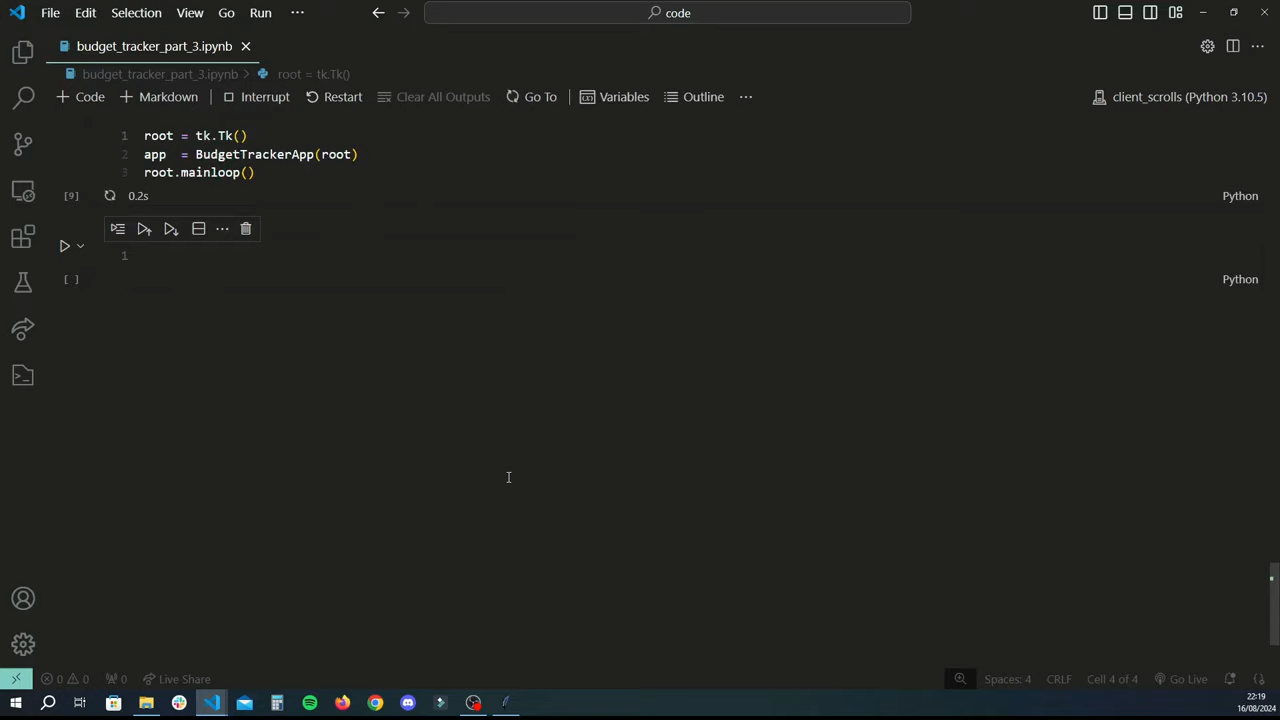 File Edit Selection View Go Run ··· code
budget_tracker_part_3.ipynb
budget_tracker_part_3.ipynb > root = tk.Tk()
+ Code + Markdown Interrupt Restart Clear All Outputs Go To Variables Outline ··· client_scrolls (Python 3.10.5)
1 root = tk.Tk()
2 app = BudgetTrackerApp(root)
3 root.mainloop()
[9] 0.2s Python
1
[ ] Python
0 0 0 Live Share Spaces: 4 CRLF Cell 4 of 4 Go Live
22:19
16/08/2024